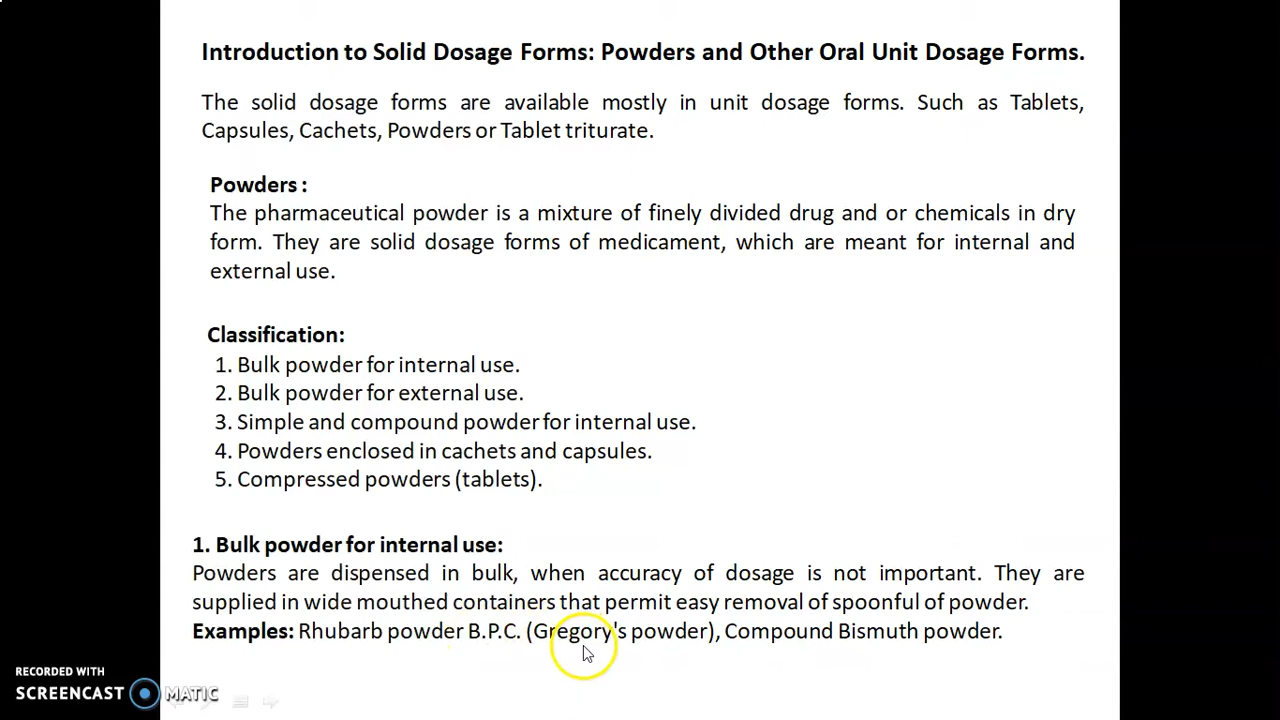 Introduction to Solid Dosage Forms: Powders and Other Oral Unit Dosage Forms.
The solid dosage forms are available mostly in unit dosage forms. Such as Tablets,
Capsules, Cachets, Powders or Tablet triturate.
Powders :
The pharmaceutical powder is a mixture of finely divided drug and or chemicals in dry
form. They are solid dosage forms of medicament, which are meant for internal and
external use.
Classification:
1. Bulk powder for internal use.
2. Bulk powder for external use.
3. Simple and compound powder for internal use.
4. Powders enclosed in cachets and capsules.
5. Compressed powders (tablets).
1. Bulk powder for internal use:
Powders are dispensed in bulk, when accuracy of dosage is not important. They are
supplied in wide mouthed containers that permit easy removal of spoonful of powder.
Examples: Rhubarb powder B.P.C. (Gregory's powder), Compound Bismuth powder.
RECORDED WITH
SCREENCAST MATIC